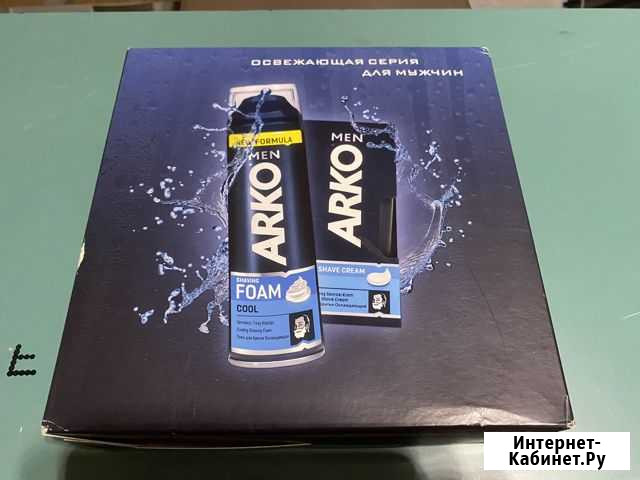 ОСВЕЖАЮЩАЯ СЕРИЯ
ДЛЯ МУЖЧИН
NEW FORMULA
MEN
ARKO
SHAVING
FOAM
COOL
MEN
ARKO
SHAVE CREAM
Интернет-
Кабинет.Ру